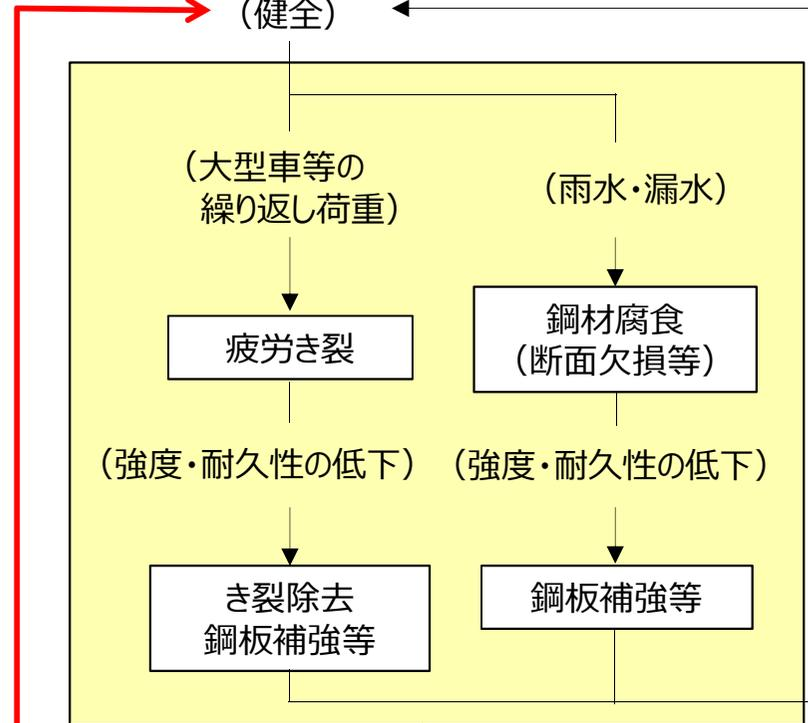 （健全）
（大型車等の
繰り返し荷重）
（雨水・漏水）
疲労き裂
鋼材腐食
（断面欠損等）
（強度・耐久性の低下）
（強度・耐久性の低下）
き裂除去
鋼板補強等
鋼板補強等